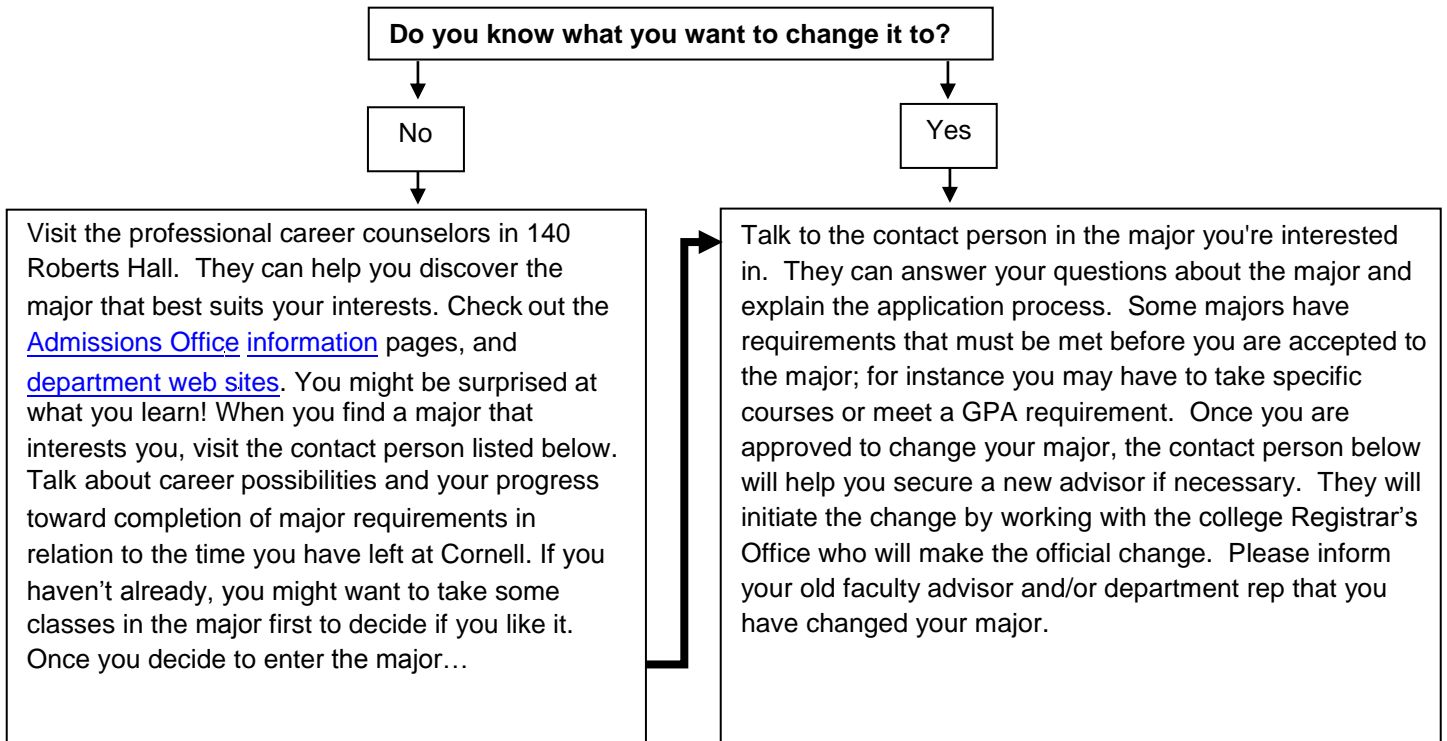 Do you know what you want to change it to?
No
Yes
Visit the professional career counselors in 140
Roberts Hall.  They can help you discover the
major that best suits your interests. Check out the
Admissions Office information pages, and
department web sites. You might be surprised at
what you learn! When you find a major that
interests you, visit the contact person listed below.
Talk about career possibilities and your progress
toward completion of major requirements in
relation to the time you have left at Cornell. If you
haven’t already, you might want to take some
classes in the major first to decide if you like it.
Once you decide to enter the major…
Talk to the contact person in the major you're interested
in.  They can answer your questions about the major and
explain the application process.  Some majors have
requirements that must be met before you are accepted to
the major; for instance you may have to take specific
courses or meet a GPA requirement.  Once you are
approved to change your major, the contact person below
will help you secure a new advisor if necessary.  They will
initiate the change by working with the college Registrar’s
Office who will make the official change.  Please inform
your old faculty advisor and/or department rep that you
have changed your major.